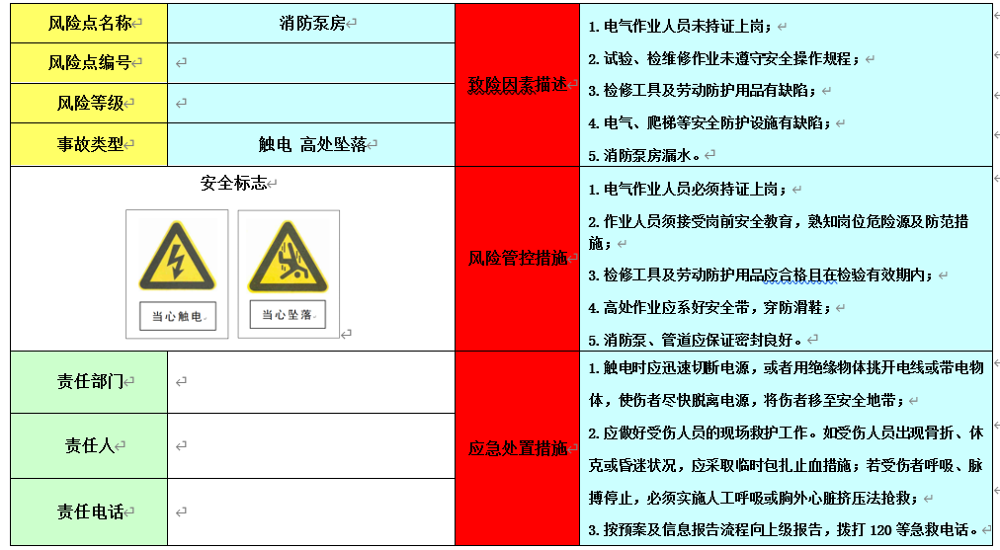 风险点名称
消防泵房
风险点编号
风险等级
事故类型
触电 高处坠落
致险因素描述
1.电气作业人员未持证上岗；
2.试验、检维修作业未遵守安全操作规程；
3.检修工具及劳动防护用品有缺陷；
4.电气、爬梯等安全防护设施有缺陷；
5.消防泵房漏水。
安全标志
当心触电
当心坠落
风险管控措施
1.电气作业人员必须持证上岗；
2.作业人员须接受岗前安全教育，熟知岗位危险源及防范措
施；
3.检修工具及劳动防护用品应合格且在检验有效期内；
4.高处作业应系好安全带，穿防滑鞋；
5.消防泵、管道应保证密封良好。
责任部门
责任人
责任电话
应急处置措施
1.触电时应迅速切断电源，或者用绝缘物体挑开电线或带电物
体，使伤者尽快脱离电源，将伤者移至安全地带；
2.应做好受伤人员的现场救护工作。如受伤人员出现骨折、休
克或昏迷状况，应采取临时包扎止血措施；若受伤者呼吸、脉
搏停止，必须实施人工呼吸或胸外心脏挤压法抢救；
3.按预案及信息报告流程向上级报告，拨打120等急救电话。